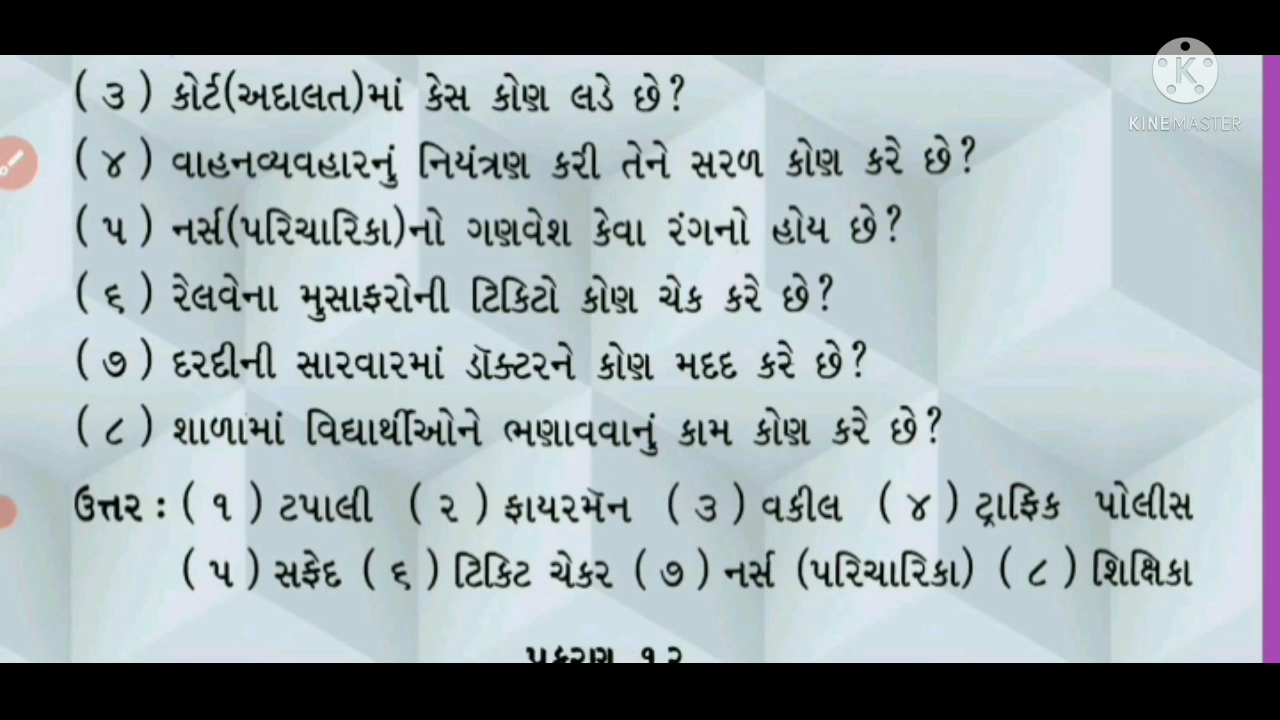 KINEMASTER
(૩) કોર્ટ(અદાલત)માં કેસ કોણ લડે છે?
(૪) વાહનવ્યવહારનું નિયંત્રણ કરી તેને સરળ કોણ કરે છે?
(૫) નર્સ(પરિચારિકા)નો ગણવેશ કેવા રંગનો હોય છે?
(૬) રેલવેના મુસાફરોની ટિકિટો કોણ ચેક કરે છે?
(૭) દરદીની સારવારમાં ડૉક્ટરને કોણ મદદ કરે છે?
(૮) શાળામાં વિદ્યાર્થીઓને ભણાવવાનું કામ કોણ કરે છે?
ઉત્તર : (૧) ટપાલી (૨) ફાયરમૅન (૩) વકીલ (૪) ટ્રાફિક પોલીસ
(૫) સફેદ (૬) ટિકિટ ચેકર (૭) નર્સ (પરિચારિકા) (૮) શિક્ષિકા
પ્રકરણ ૧૨